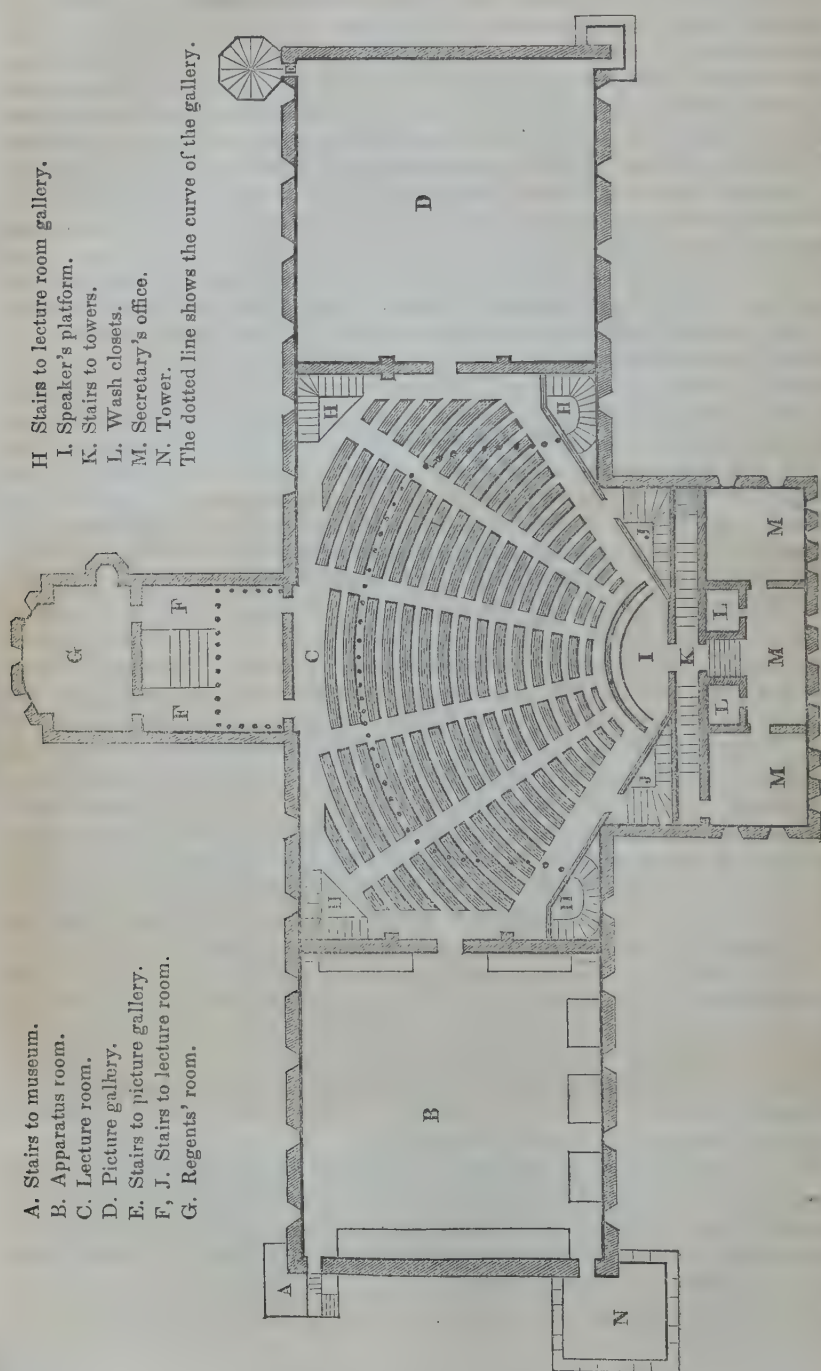 A. Stairs to museum.
B. Apparatus room.
C. Lecture room.
D. Picture gallery.
E. Stairs to picture gallery.
F, J. Stairs to lecture room.
G. Regents' room.
H Stairs to lecture room gallery.
I. Speaker's platform.
K. Stairs to towers.
L. Wash closets.
M. Secretary's office.
N. Tower.
The dotted line shows the curve of the gallery.
A
B
N
G
F
F
C
H
H
H
H
J
J
I
K
L
L
M
M
M
D
E